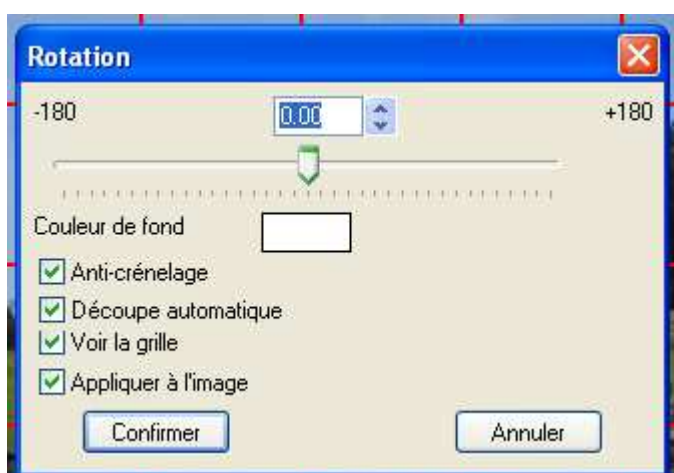 Rotation
-180 0.00 +180
Couleur de fond
Anti-crénelage
Découpe automatique
Voir la grille
Appliquer à l'image
Confirmer Annuler